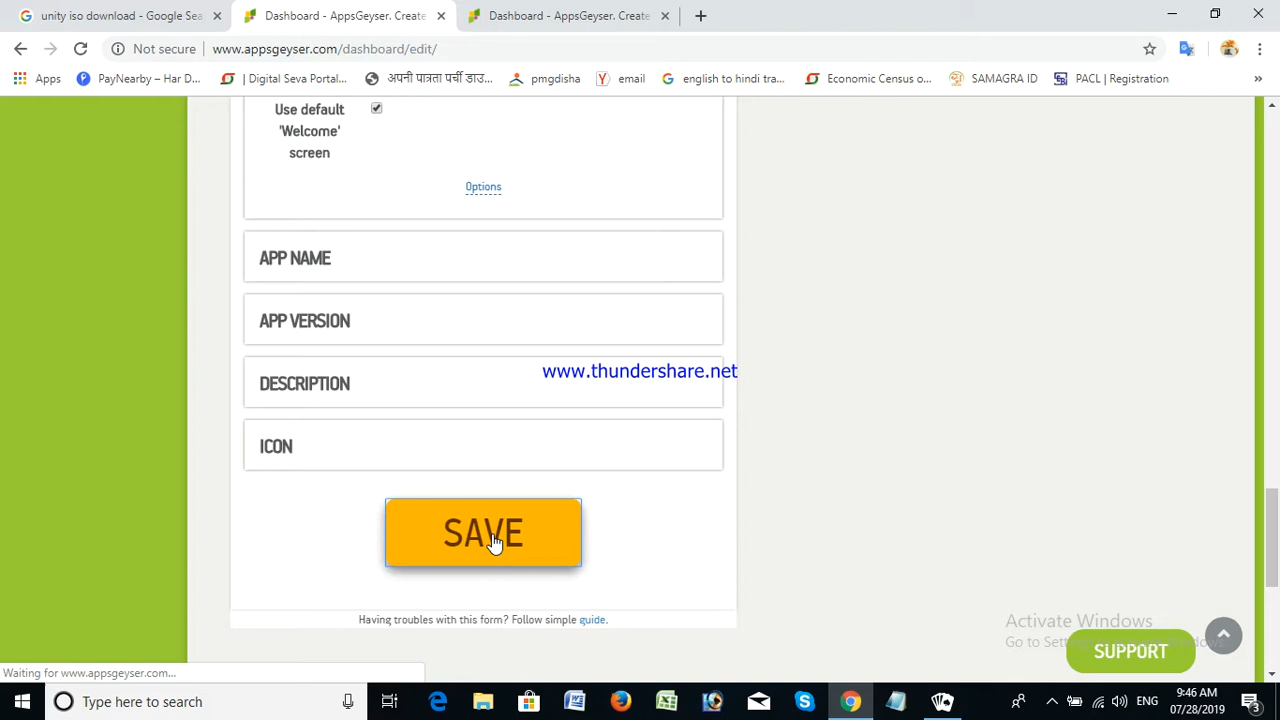 unity iso download - Google Sea
Dashboard - AppsGeyser. Create
Dashboard - AppsGeyser. Create
Not secure
www.appsgeyser.com/dashboard/edit/
Apps
PayNearby – Har D...
| Digital Seva Portal...
अपनी पात्रता पर्ची डाउ...
pmgdisha
email
english to hindi tra...
Economic Census o...
SAMAGRA ID
PACL | Registration
»
Use default
'Welcome'
screen
Options
APP NAME
APP VERSION
DESCRIPTION
www.thundershare.net
ICON
SAVE
Having troubles with this form? Follow simple guide.
Activate Windows
SUPPORT
Waiting for www.appsgeyser.com...
Type here to search
ENG
9:46 AM
07/28/2019
3